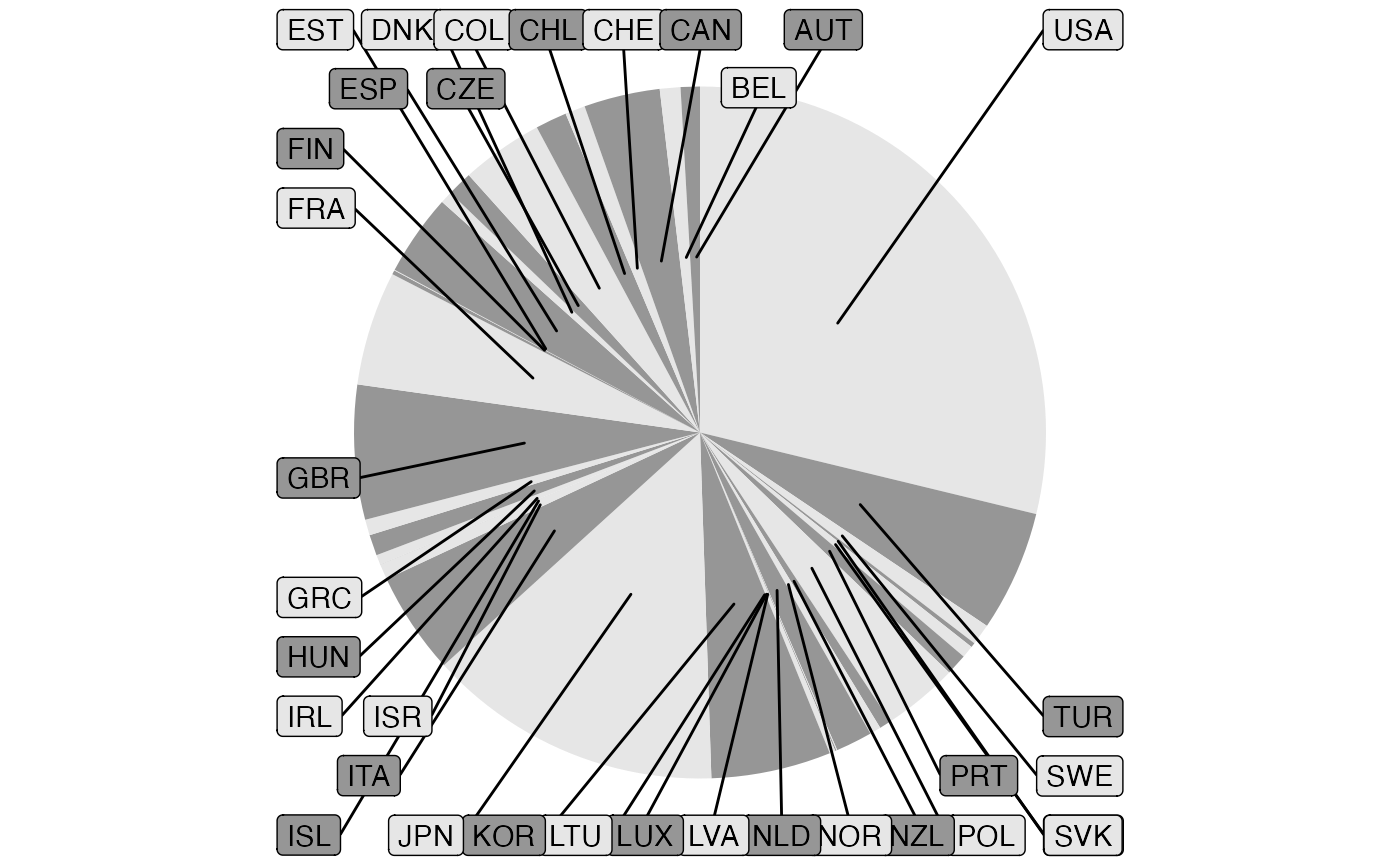 EST DNK COL CHL CHE CAN AUT USA
ESP CZE BEL
FIN
FRA
GBR
GRC
HUN
IRL ISR TUR
ITA PRT SWE
ISL JPN KOR LTU LUX LVA NLD NOR NZL POL SVK